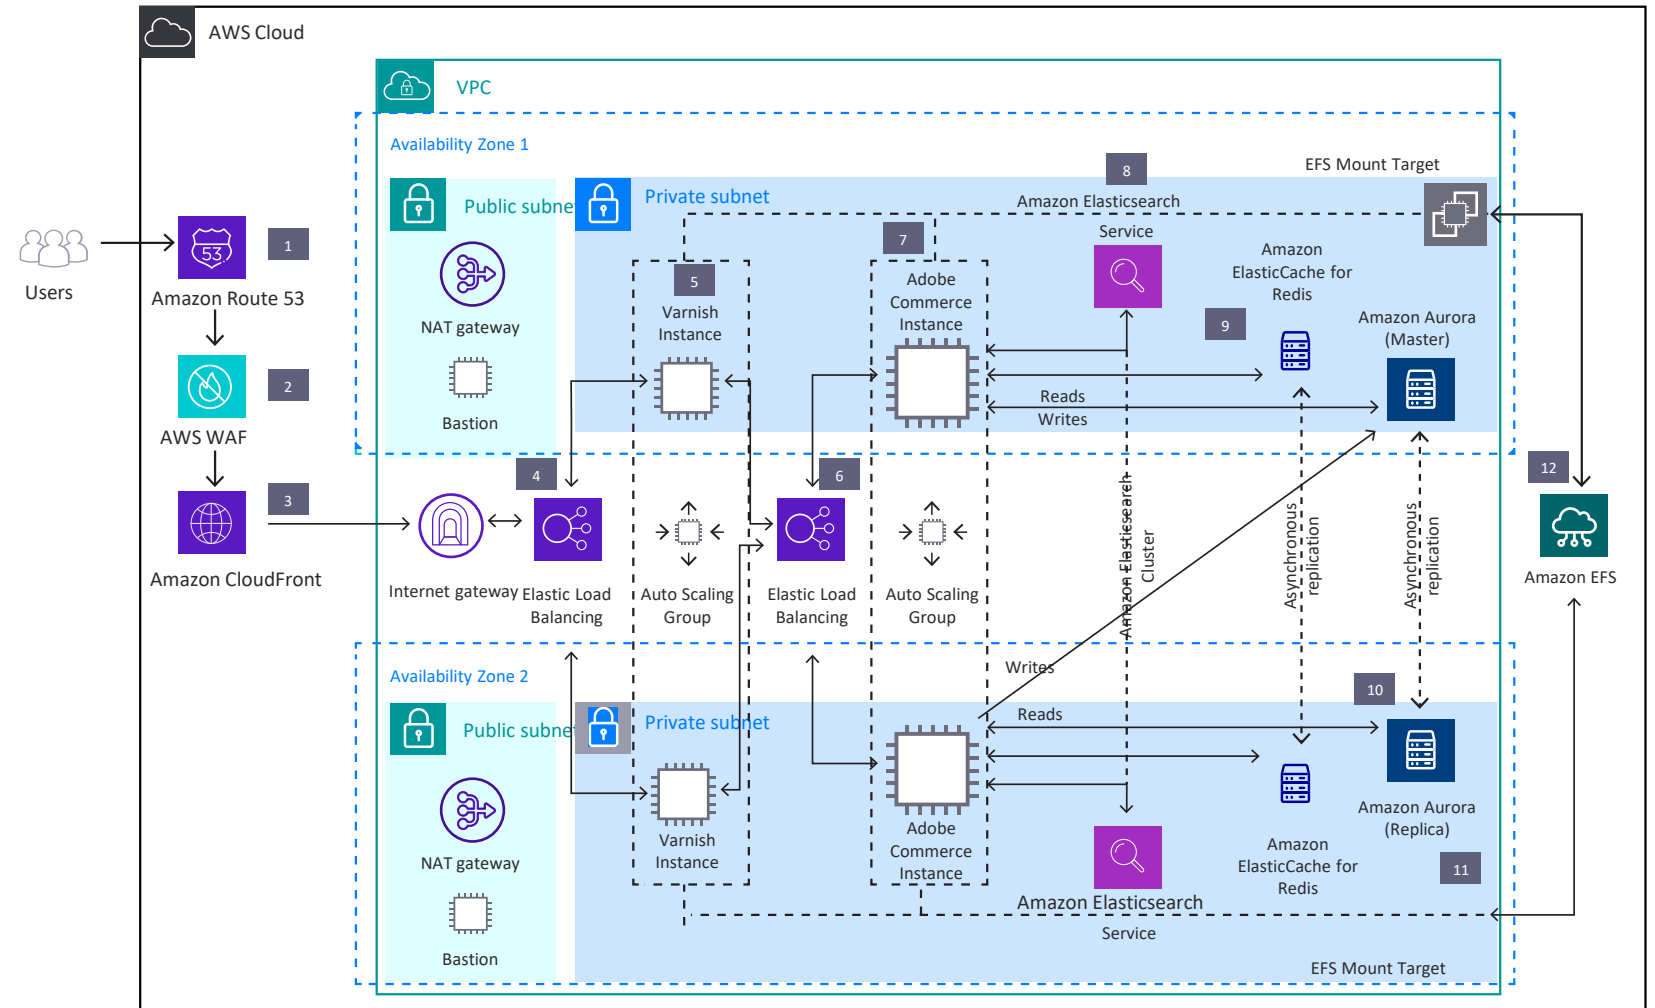 AWS Cloud
VPC
Availability Zone 1
8
EFS Mount Target
Public subne
Private subnet
Amazon Elasticsearch
Service
53
1
Users
Amazon Route 53
NAT gateway
5
Varnish
Instance
7
Adobe
Commerce
Instance
Amazon
ElasticCache for
Redis
9
Amazon Aurora
(Master)
2
AWS WAF
Bastion
Reads
Writes
3
Amazon CloudFront
4
6
12
Internet gateway
Elastic Load
Balancing
Auto Scaling
Group
Elastic Load
Balancing
Auto Scaling
Group
Amazon Elasticsearch
Cluster
Asynchronous
replication
Asynchronous
replication
Amazon EFS
Availability Zone 2
Writes
10
Public subne
Private subnet
Reads
NAT gateway
Varnish
Instance
Adobe
Commerce
Instance
Amazon Aurora
(Replica)
Amazon
ElasticCache for
Redis
11
Amazon Elasticsearch
Service
Bastion
EFS Mount Target